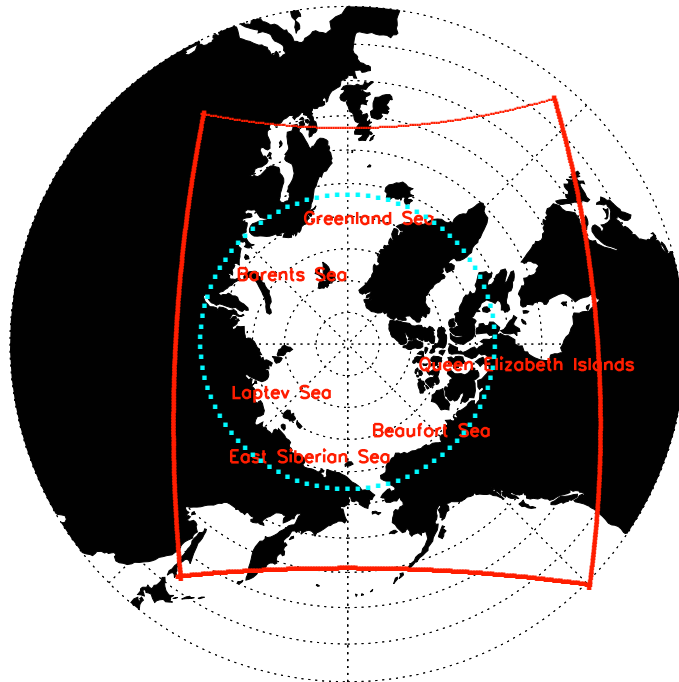 Greenland Sea
Barents Sea
Queen Elizabeth Islands
Laptev Sea
Beaufort Sea
East Siberian Sea